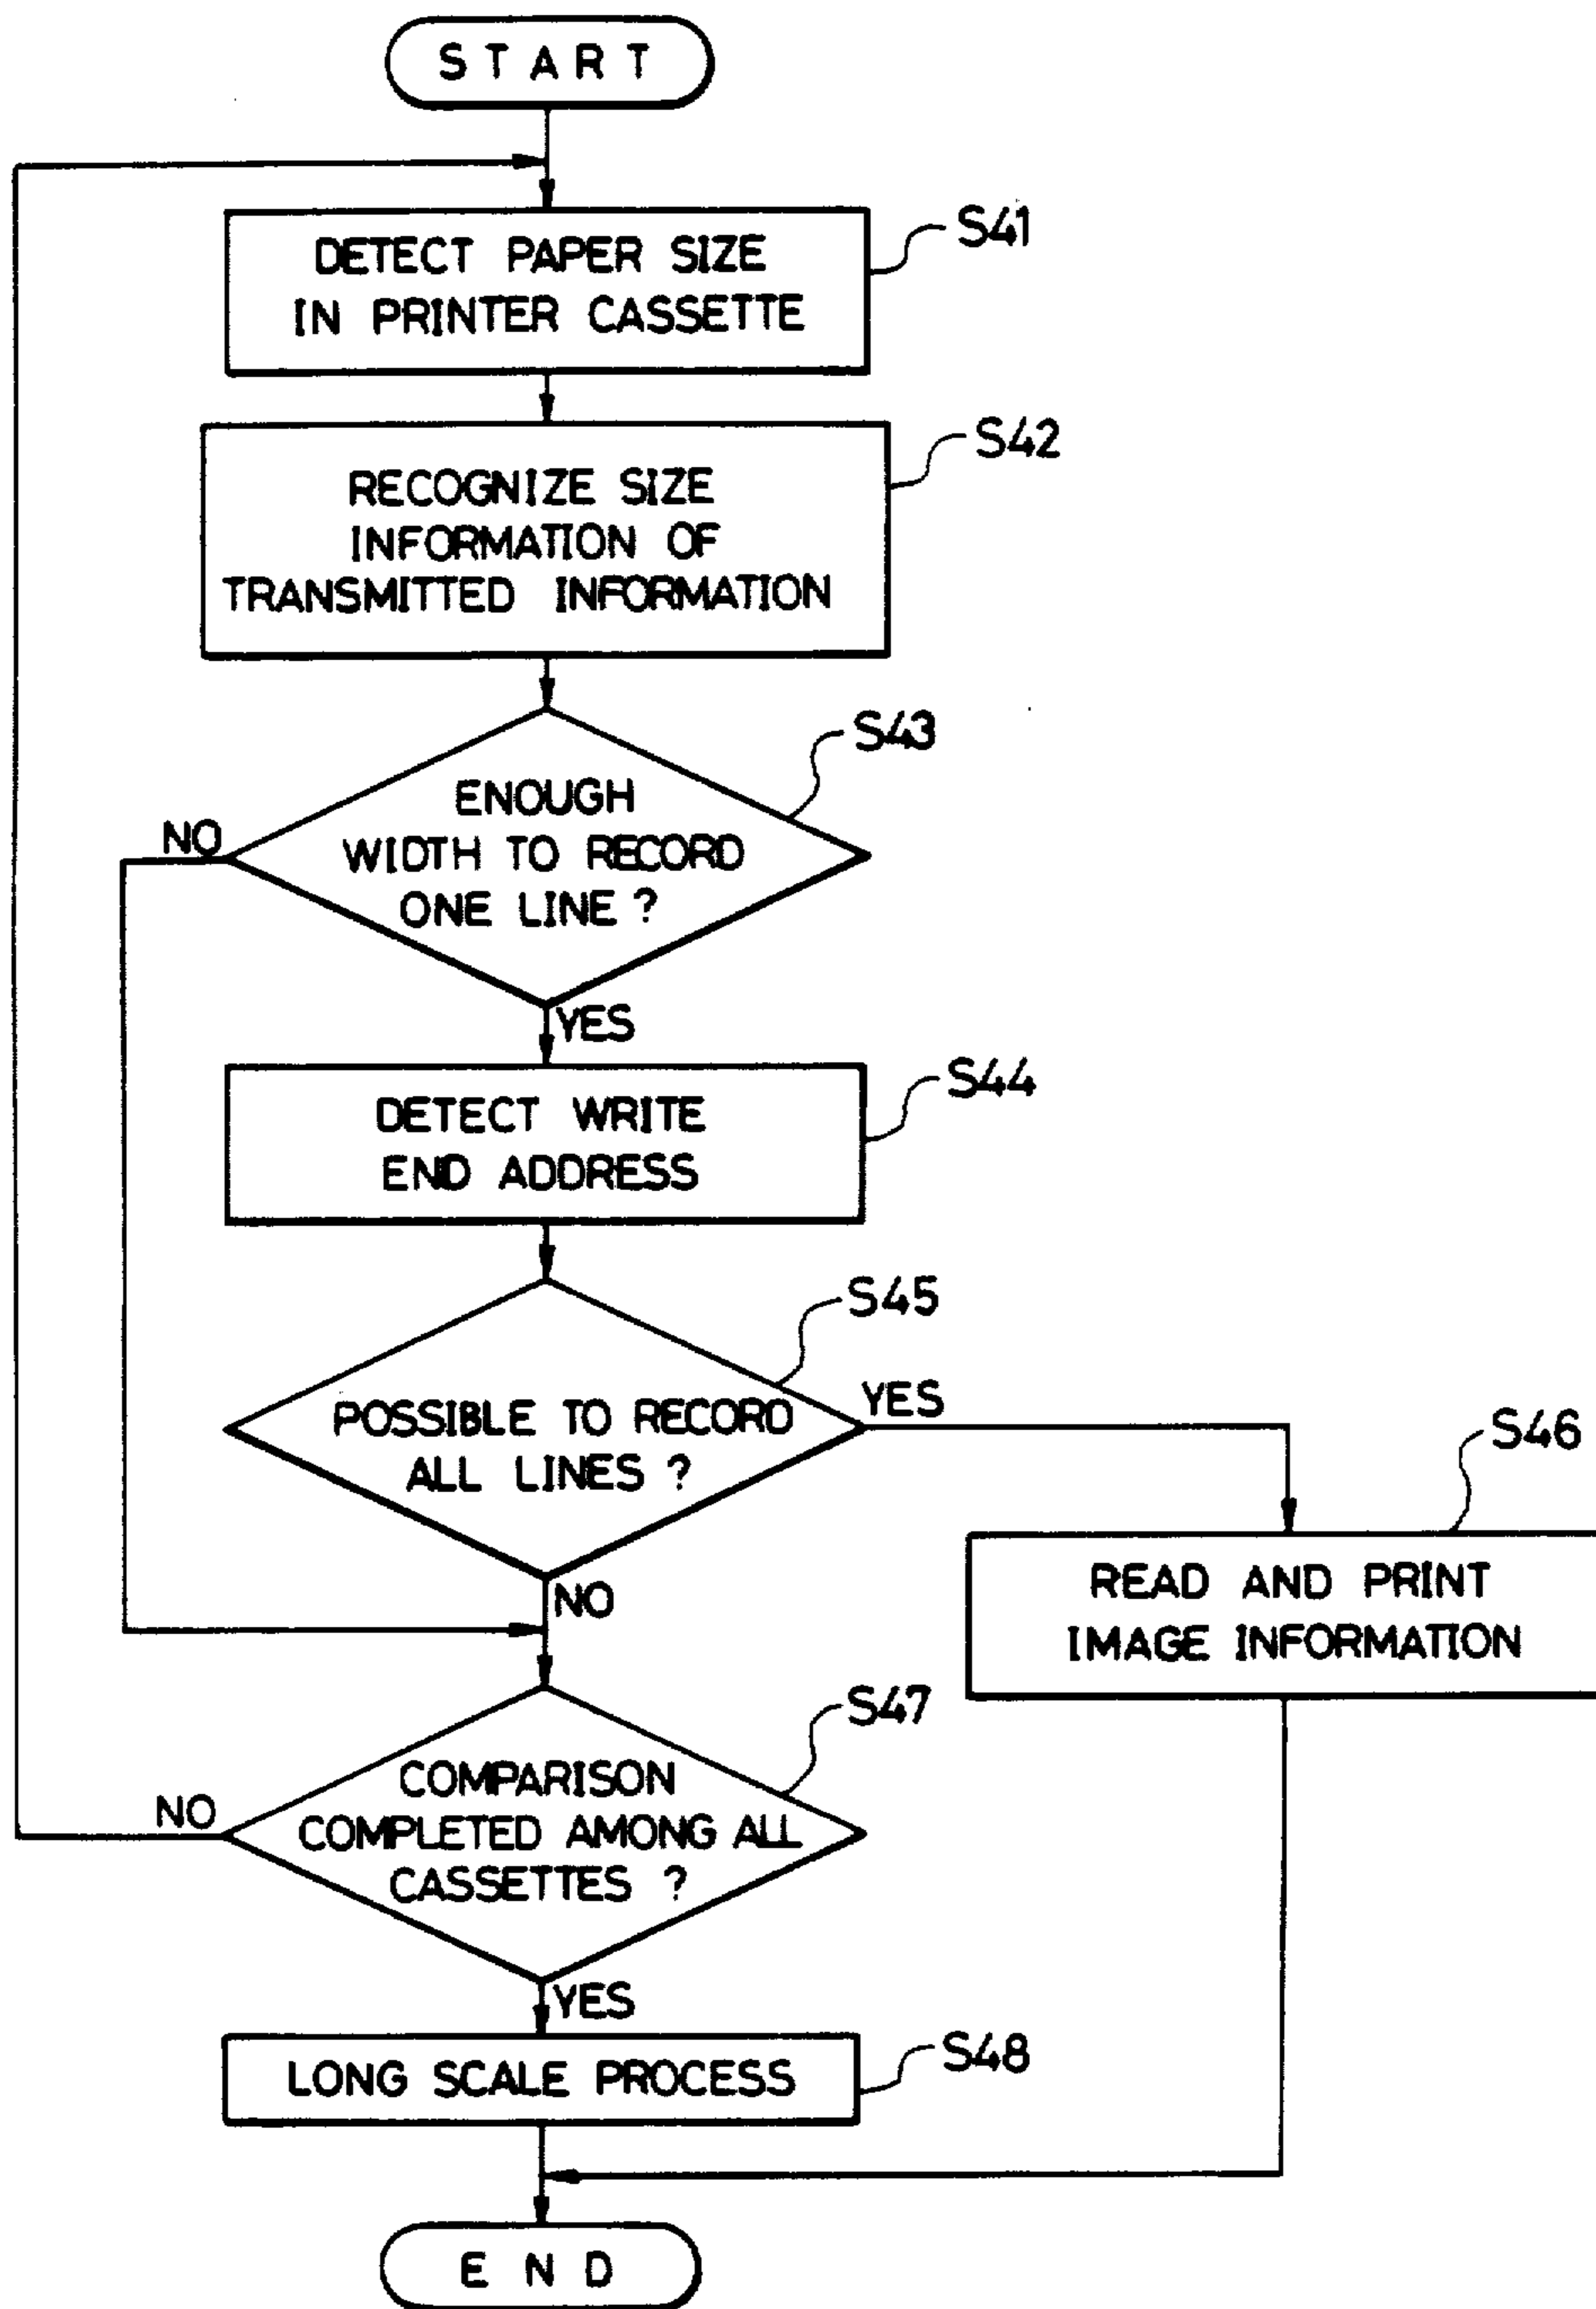 START
DETECT PAPER SIZE
IN PRINTER CASSETTE
S41
RECOGNIZE SIZE
INFORMATION OF
TRANSMITTED INFORMATION
S42
ENOUGH
WIDTH TO RECORD
ONE LINE ?
S43
NO
YES
DETECT WRITE
END ADDRESS
S44
POSSIBLE TO RECORD
ALL LINES ?
S45
YES
NO
READ AND PRINT
IMAGE INFORMATION
S46
COMPARISON
COMPLETED AMONG ALL
CASSETTES ?
S47
NO
YES
LONG SCALE PROCESS
S48
END